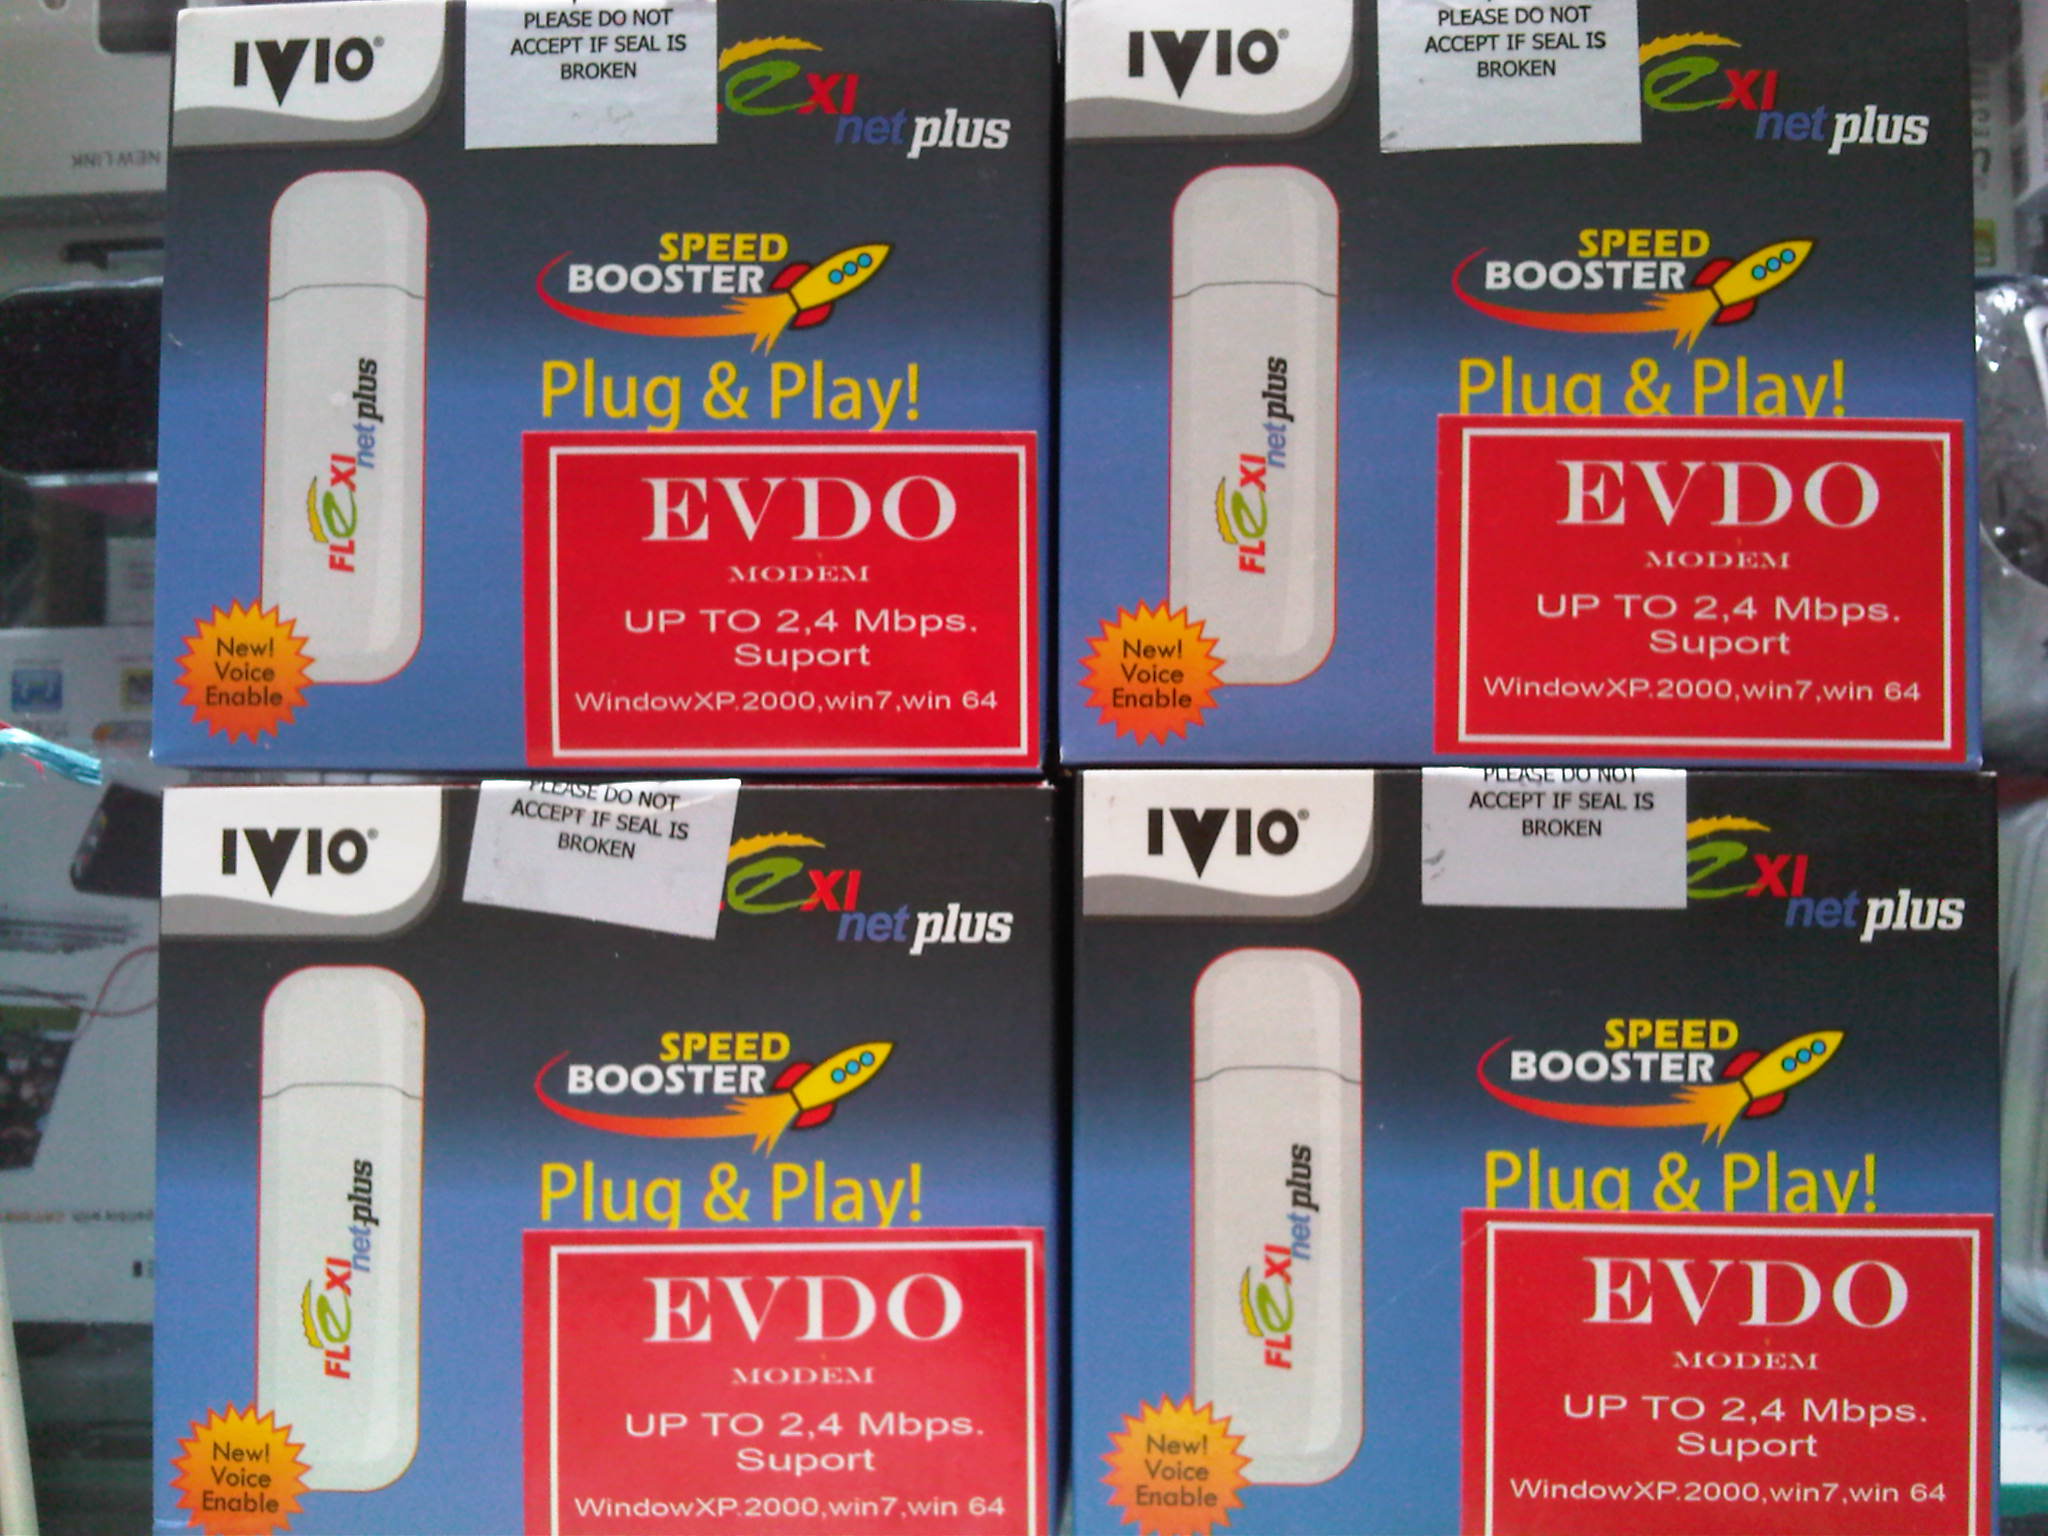 IVIO®
PLEASE DO NOT
ACCEPT IF SEAL IS
BROKEN
exi
net plus
SPEED
BOOSTER
Plug & Play!
FLeXI
net plus
New!
Voice
Enable
EVDO
MODEM
UP TO 2,4 Mbps.
Suport
WindowXP.2000,win7,win 64
IVIO®
PLEASE DO NOT
ACCEPT IF SEAL IS
BROKEN
exi
net plus
SPEED
BOOSTER
Plug & Play!
FLeXI
net plus
New!
Voice
Enable
EVDO
MODEM
UP TO 2,4 Mbps.
Suport
WindowXP.2000,win7,win 64
NEW LINK
IVIO®
PLEASE DO NOT
ACCEPT IF SEAL IS
BROKEN
exi
net plus
SPEED
BOOSTER
Plug & Play!
FLeXI
net plus
New!
Voice
Enable
EVDO
MODEM
UP TO 2,4 Mbps.
Suport
WindowXP.2000,win7,win 64
IVIO®
PLEASE DO NOT
ACCEPT IF SEAL IS
BROKEN
exi
net plus
SPEED
BOOSTER
Plug & Play!
FLeXI
net plus
New!
Voice
Enable
EVDO
MODEM
UP TO 2,4 Mbps.
Suport
WindowXP.2000,win7,win 64